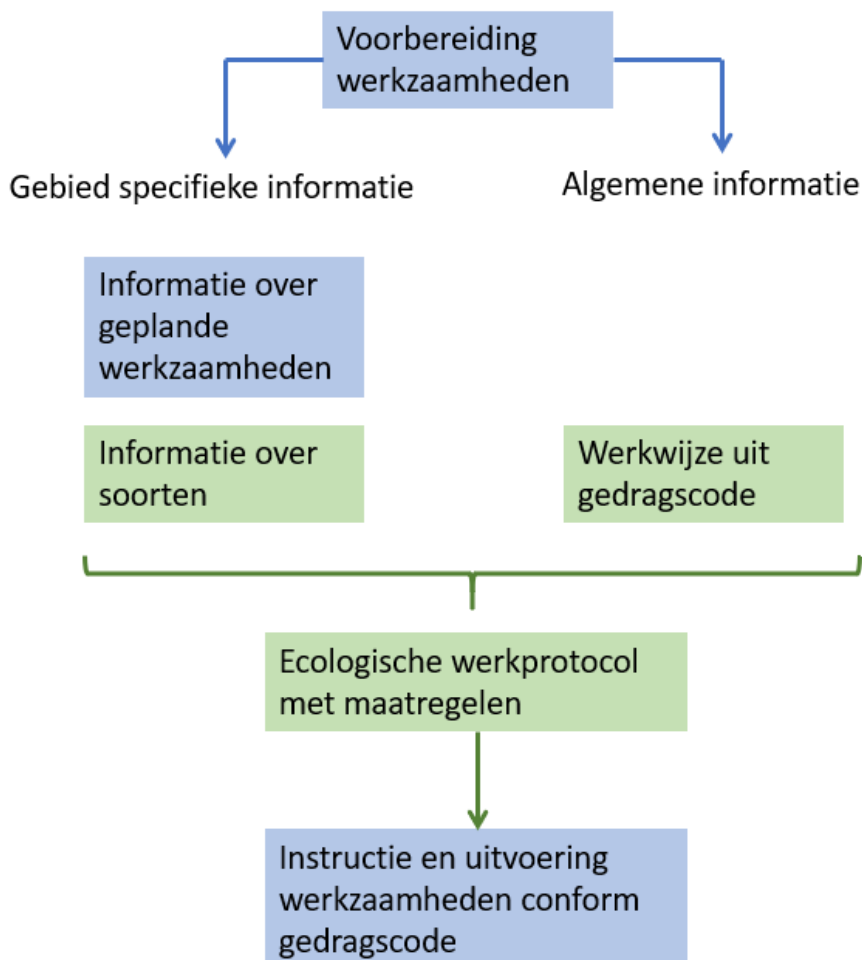 Voorbereiding
werkzaamheden
Gebied specifieke informatie
Algemene informatie
Informatie over
geplande
werkzaamheden
Informatie over
soorten
Werkwijze uit
gedragscode
Ecologische werkprotocol
met maatregelen
Instructie en uitvoering
werkzaamheden conform
gedragscode